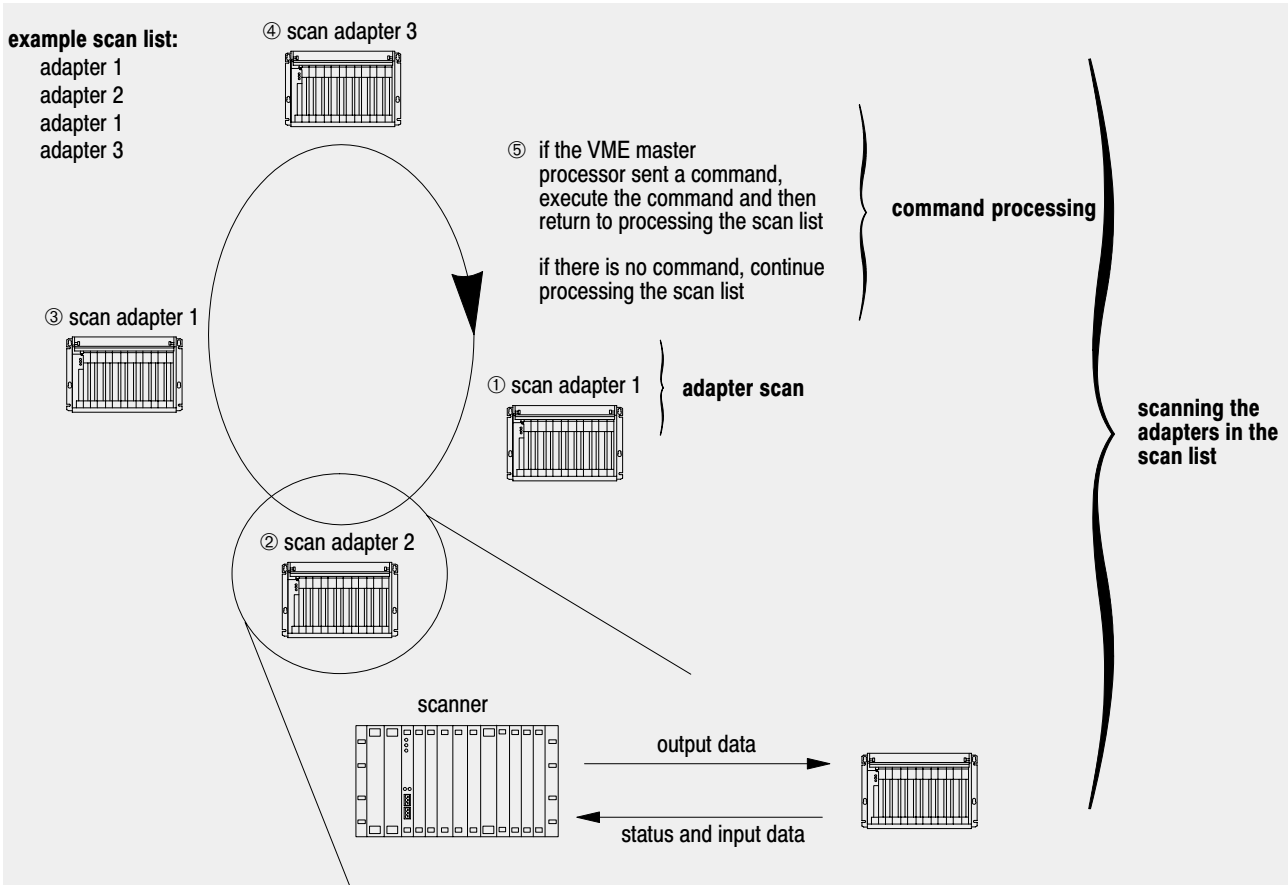 example scan list:
adapter 1
adapter 2
adapter 1
adapter 3
④ scan adapter 3
⑤ if the VME master
processor sent a command,
execute the command and then
return to processing the scan list
if there is no command, continue
processing the scan list
command processing
③ scan adapter 1
① scan adapter 1
adapter scan
scanning the
adapters in the
scan list
② scan adapter 2
scanner
output data
status and input data